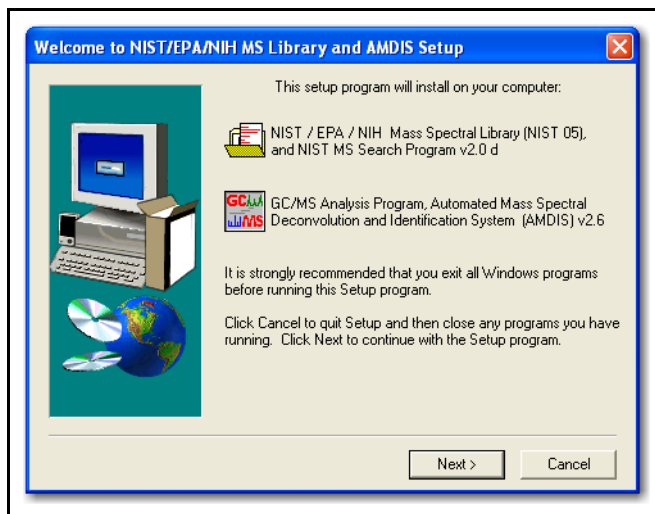 Welcome to NIST/EPA/NIH MS Library and AMDIS Setup
This setup program will install on your computer:
NIST / EPA / NIH Mass Spectral Library (NIST 05),
and NIST MS Search Program v2.0 d
GC
MS
GC/MS Analysis Program, Automated Mass Spectral
Deconvolution and Identification System (AMDIS) v2.6
It is strongly recommended that you exit all Windows programs
before running this Setup program.
Click Cancel to quit Setup and then close any programs you have
running. Click Next to continue with the Setup program.
Next >
Cancel